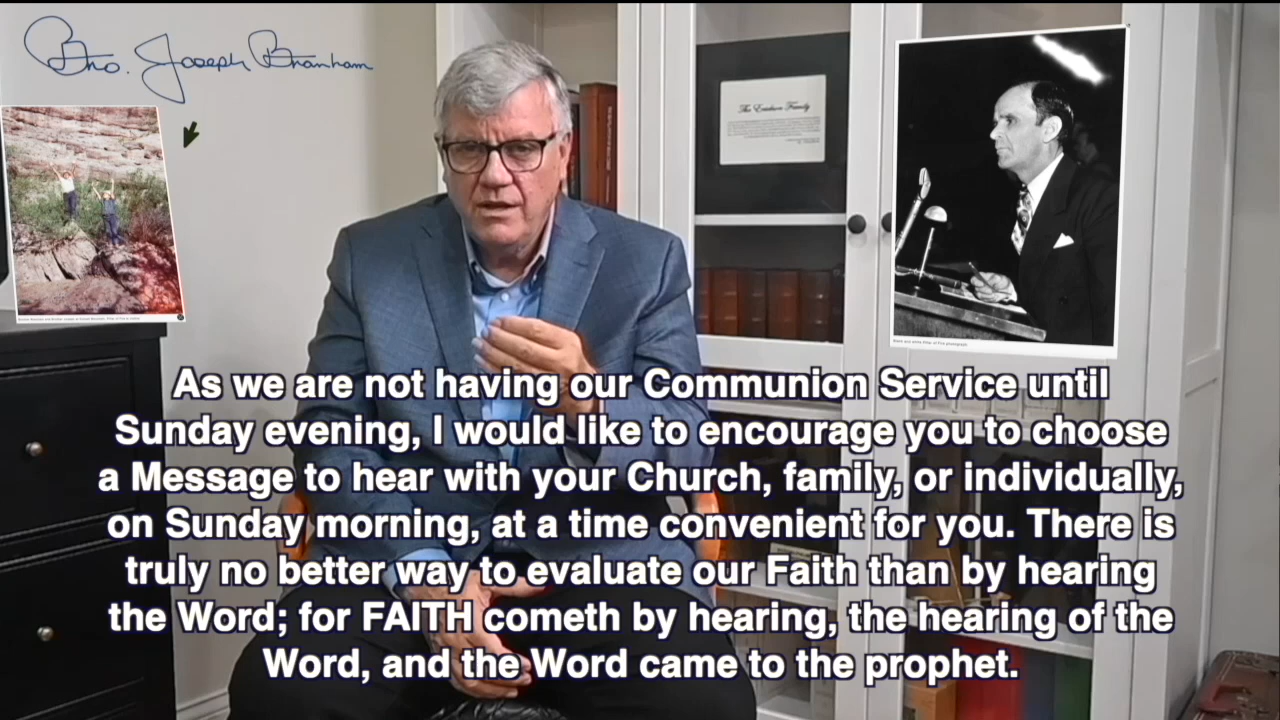 Bro. Joseph Branham
The Erickson Family
As we are not having our Communion Service until
Sunday evening, I would like to encourage you to choose
a Message to hear with your Church, family, or individually,
on Sunday morning, at a time convenient for you. There is
truly no better way to evaluate our Faith than by hearing
the Word; for FAITH cometh by hearing, the hearing of the
Word, and the Word came to the prophet.